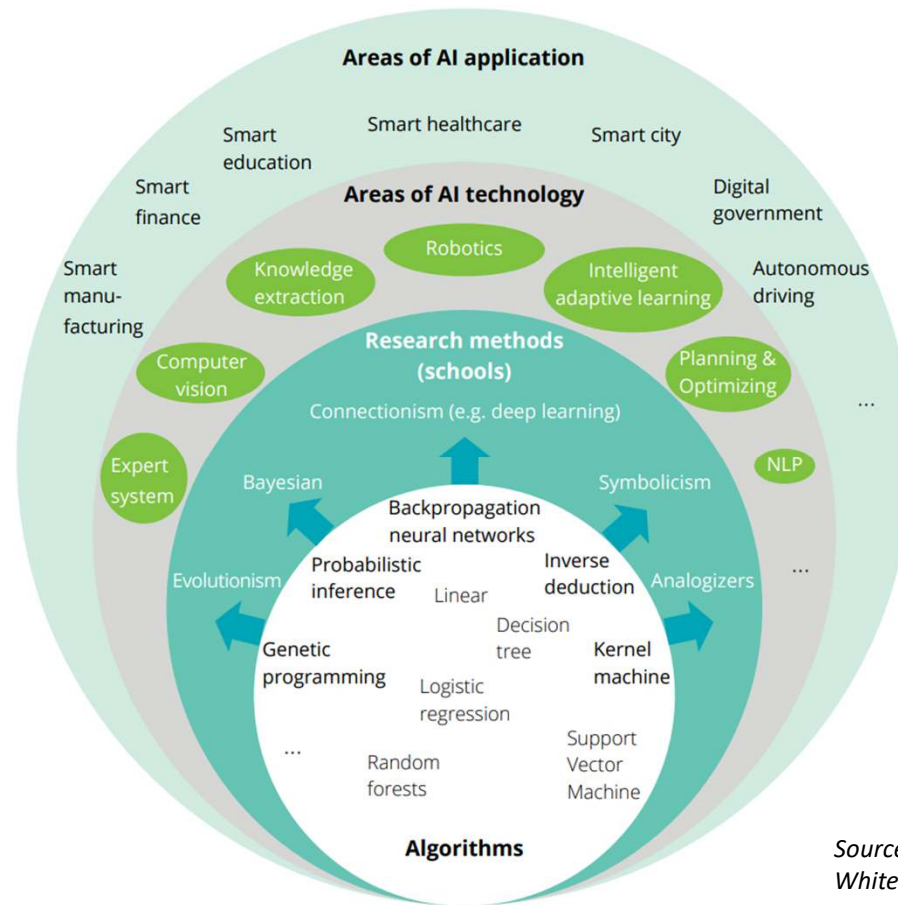 Areas of AI application
Smart healthcare
Smart
education
Smart city
Smart
finance
Digital
government
Smart
manu-
facturing
Autonomous
driving
...
Areas of AI technology
Robotics
Knowledge
extraction
Intelligent
adaptive learning
Computer
vision
Planning &
Optimizing
Expert
system
NLP
...
Research methods
(schools)
Connectionism (e.g. deep learning)
Bayesian
Symbolicism
Evolutionism
Analogizers
Backpropagation
neural networks
Probabilistic
inference
Inverse
deduction
Linear
Decision
tree
Genetic
programming
Kernel
machine
Logistic
regression
...
Random
forests
Support
Vector
Machine
Algorithms
Source
White